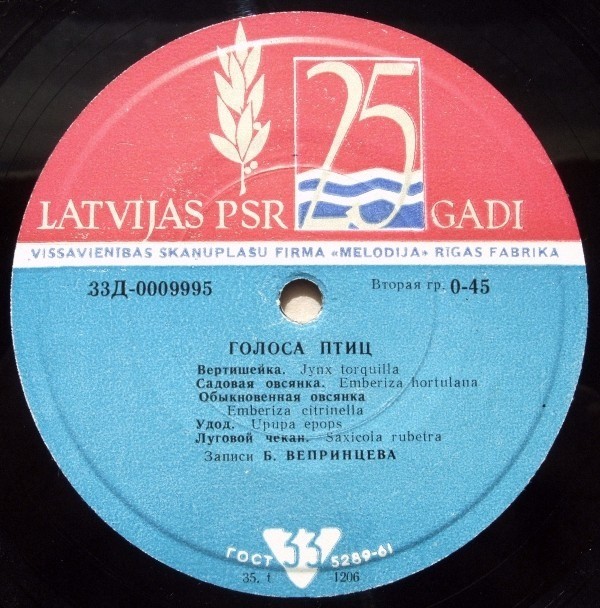 25
LATVIJAS PSR GADI
VISSAVIENĪBAS SKAŅUPLAŠU FIRMA «MELODIJA» RĪGAS FABRIKA
33Д-0009995 Вторая гр. 0-45
ГОЛОСА ПТИЦ
Вертишейка. Jynx torquilla
Садовая овсянка. Emberiza hortulana
Обыкновенная овсянка
Emberiza citrinella
Удод. Upupa epops
Луговой чекан. Saxicola rubetra
Записи Б. ВЕПРИНЦЕВА
ГОСТ 33 5289-61
35. t 1206